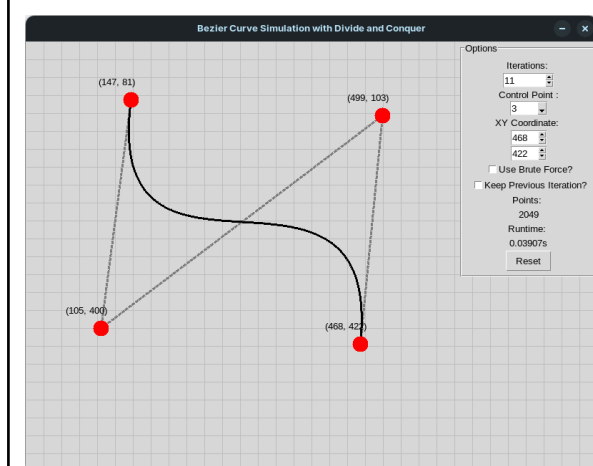 Bezier Curve Simulation with Divide and Conquer
Options
Iterations:
11
Control Point :
3
XY Coordinate:
468
422
Use Brute Force?
Keep Previous Iteration?
Points:
2049
Runtime:
0.03907s
Reset
(147, 81)
(499, 103)
(105, 400)
(468, 422)